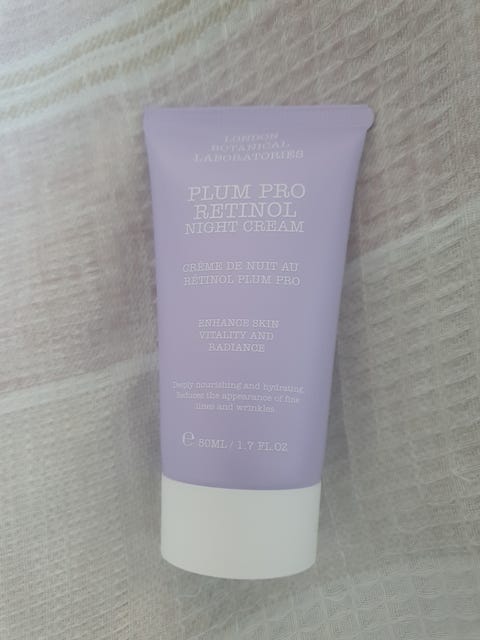 LONDON
BOTANICAL
LABORATORIES
PLUM PRO
RETINOL
NIGHT CREAM
CRÈME DE NUIT AU
RÉTINOL PLUM PRO
ENHANCE SKIN
VITALITY AND
RADIANCE
Deeply nourishing and hydrating.
Reduces the appearance of fine
lines and wrinkles.
℮ 50ML / 1.7 FL.OZ